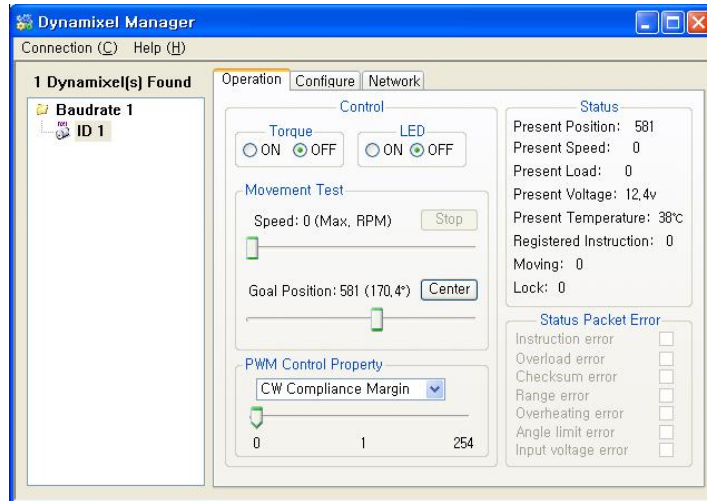 Dynamixel Manager
Connection (C) Help (H)
1 Dynamixel(s) Found
Baudrate 1
ID 1
Operation Configure Network
Control
Torque
ON OFF
LED
ON OFF
Movement Test
Speed: 0 (Max, RPM) Stop
Goal Position: 581 (170,4°) Center
PWM Control Property
CW Compliance Margin
0 1 254
Status
Present Position: 581
Present Speed: 0
Present Load: 0
Present Voltage: 12,4v
Present Temperature: 38℃
Registered Instruction: 0
Moving: 0
Lock: 0
Status Packet Error
Instruction error
Overload error
Checksum error
Range error
Overheating error
Angle limit error
Input voltage error